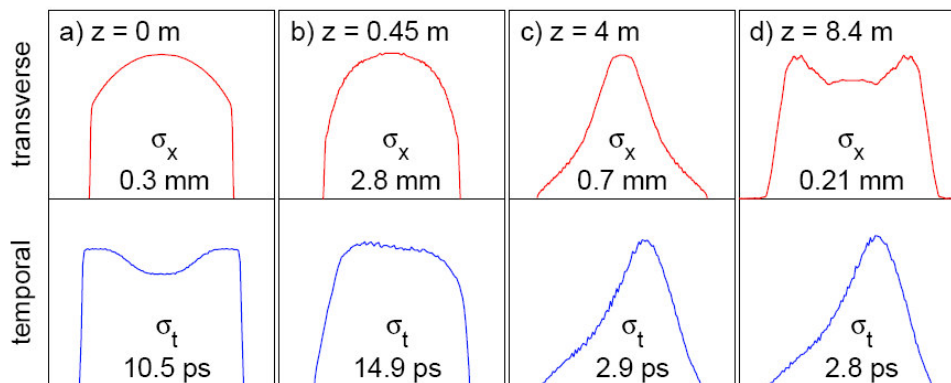 a) z = 0 m
b) z = 0.45 m
c) z = 4 m
d) z = 8.4 m
transverse
σx
0.3 mm
σx
2.8 mm
σx
0.7 mm
σx
0.21 mm
temporal
σt
10.5 ps
σt
14.9 ps
σt
2.9 ps
σt
2.8 ps